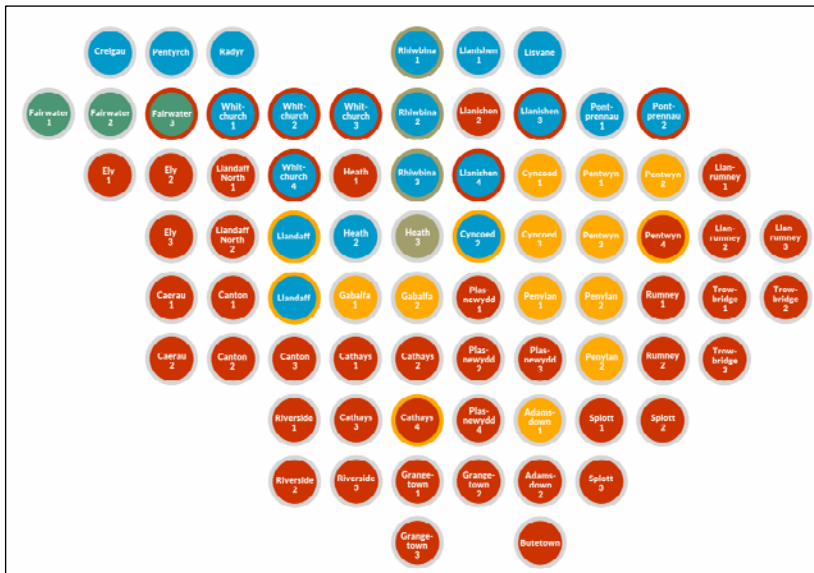 Creigau
Pentyrch
Radyr
Rhiwbina
1
Llanishen
1
Lisvane
Fairwater
1
Fairwater
2
Fairwater
3
Whit-
church
1
Whit-
church
2
Whit-
church
3
Rhiwbina
2
Llanishen
2
Llanishen
3
Pont-
prennau
1
Pont-
prennau
2
Ely
1
Ely
2
Llandaff
North
1
Whit-
church
4
Heath
1
Rhiwbina
3
Llanishen
4
Cyncoed
1
Pentwyn
1
Pentwyn
2
Llan-
rumney
1
Ely
3
Llandaff
North
2
Llandaff
Heath
2
Heath
3
Cyncoed
2
Cyncoed
3
Pentwyn
3
Pentwyn
4
Llan-
rumney
2
Llan
rumney
3
Caerau
1
Canton
1
Llandaff
Gabalfa
1
Gabalfa
2
Plas-
newydd
1
Penylan
1
Penylan
2
Rumney
1
Trow-
bridge
1
Trow-
bridge
2
Caerau
2
Canton
2
Canton
3
Cathays
1
Cathays
2
Plas-
newydd
2
Plas-
newydd
3
Penylan
2
Rumney
2
Trow-
bridge
3
Riverside
1
Cathays
3
Cathays
4
Plas-
newydd
4
Adams-
down
1
Splott
1
Splott
2
Riverside
2
Riverside
3
Grange-
town
1
Grange-
town
2
Adams-
down
2
Splott
3
Grange-
town
3
Butetown